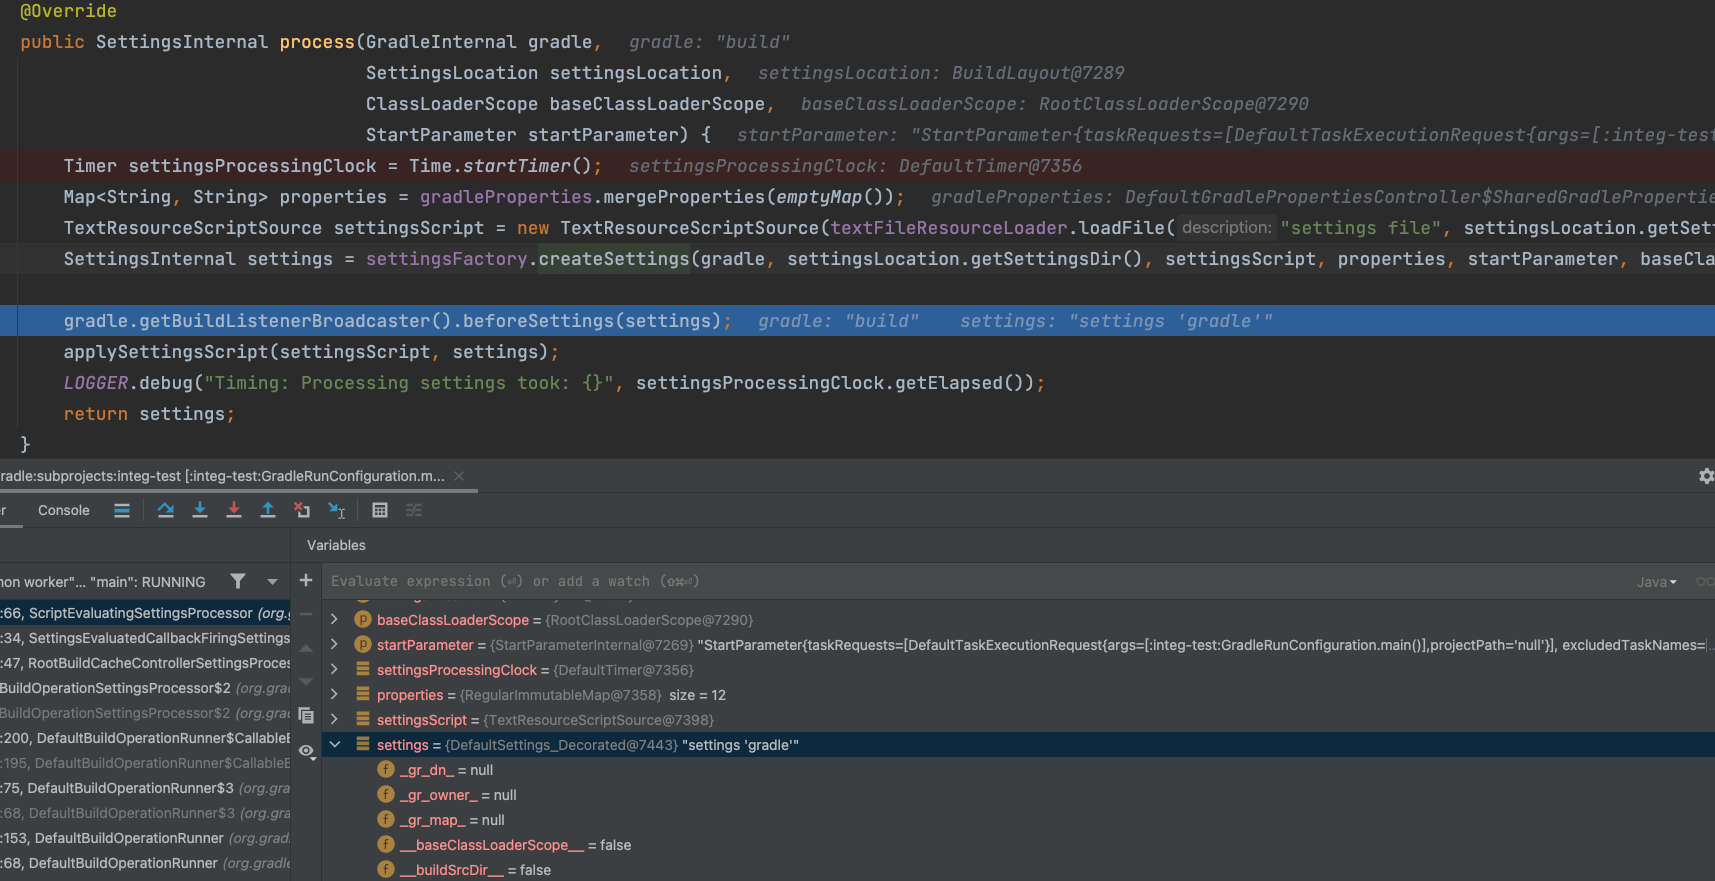 @Override
public SettingsInternal process(GradleInternal gradle, gradle: "build"
SettingsLocation settingsLocation, settingsLocation: BuildLayout@7289
ClassLoaderScope baseClassLoaderScope, baseClassLoaderScope: RootClassLoaderScope@7290
StartParameter startParameter) { startParameter: "StartParameter{taskRequests=[DefaultTaskExecutionRequest{args=[:integ-test
Timer settingsProcessingClock = Time.startTimer(); settingsProcessingClock: DefaultTimer@7356
Map<String, String> properties = gradleProperties.mergeProperties(emptyMap()); gradleProperties: DefaultGradlePropertiesController$SharedGradlePropertie
TextResourceScriptSource settingsScript = new TextResourceScriptSource(textFileResourceLoader.loadFile( description: "settings file", settingsLocation.getSett
SettingsInternal settings = settingsFactory.createSettings(gradle, settingsLocation.getSettingsDir(), settingsScript, properties, startParameter, baseCla
gradle.getBuildListenerBroadcaster().beforeSettings(settings); gradle: "build" settings: "settings 'gradle'"
applySettingsScript(settingsScript, settings);
LOGGER.debug("Timing: Processing settings took: {}", settingsProcessingClock.getElapsed());
return settings;
}
radle:subprojects:integ-test [:integ-test:GradleRunConfiguration.m...
r Console
Variables
non worker"... "main": RUNNING
Evaluate expression (⏎) or add a watch (⇧⌘⏎)
Java
:66, ScriptEvaluatingSettingsProcessor (org.g
:34, SettingsEvaluatedCallbackFiringSettings
:47, RootBuildCacheControllerSettingsProces
BuildOperationSettingsProcessor$2 (org.grad
BuildOperationSettingsProcessor$2 (org.grad
:200, DefaultBuildOperationRunner$CallableB
:195, DefaultBuildOperationRunner$CallableB
:75, DefaultBuildOperationRunner$3 (org.gra
:68, DefaultBuildOperationRunner$3 (org.gra
:153, DefaultBuildOperationRunner (org.grad
:68, DefaultBuildOperationRunner (org.gradle
baseClassLoaderScope = {RootClassLoaderScope@7290}
startParameter = {StartParameterInternal@7269} "StartParameter{taskRequests=[DefaultTaskExecutionRequest{args=[:integ-test:GradleRunConfiguration.main()],projectPath='null'}], excludedTaskNames=[...
settingsProcessingClock = {DefaultTimer@7356}
properties = {RegularImmutableMap@7358} size = 12
settingsScript = {TextResourceScriptSource@7398}
settings = {DefaultSettings_Decorated@7443} "settings 'gradle'"
_gr_dn_ = null
_gr_owner_ = null
_gr_map_ = null
__baseClassLoaderScope__ = false
__buildSrcDir__ = false